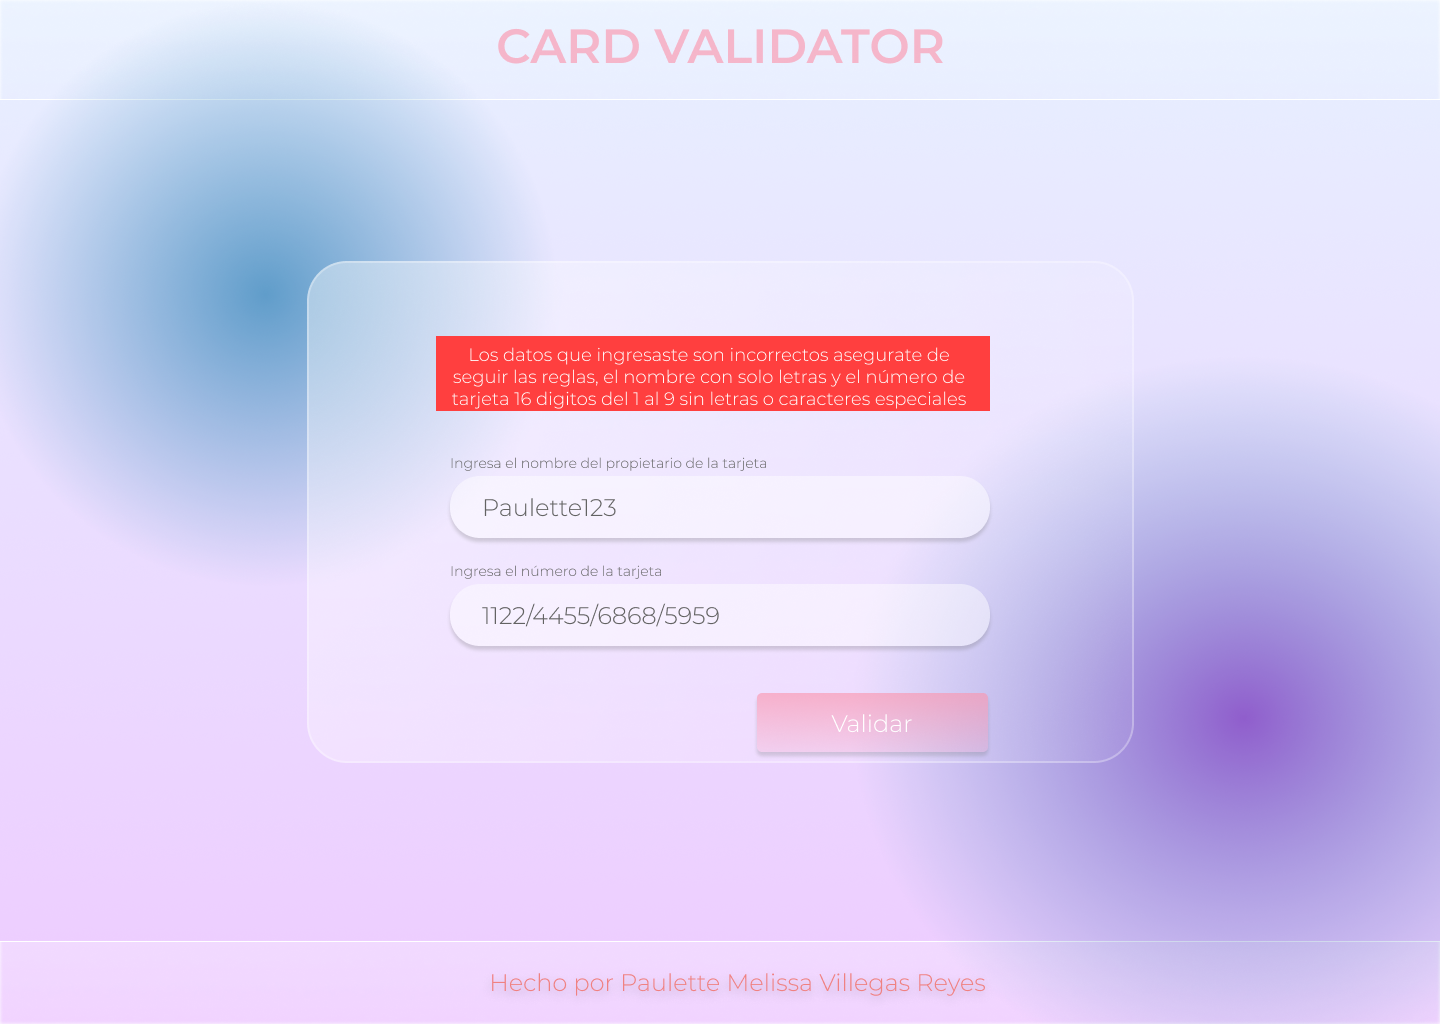 CARD VALIDATOR
Los datos que ingresaste son incorrectos asegurate de
seguir las reglas, el nombre con solo letras y el número de
tarjeta 16 digitos del 1 al 9 sin letras o caracteres especiales
Ingresa el nombre del propietario de la tarjeta
Paulette123
Ingresa el número de la tarjeta
1122/4455/6868/5959
Validar
Hecho por Paulette Melissa Villegas Reyes